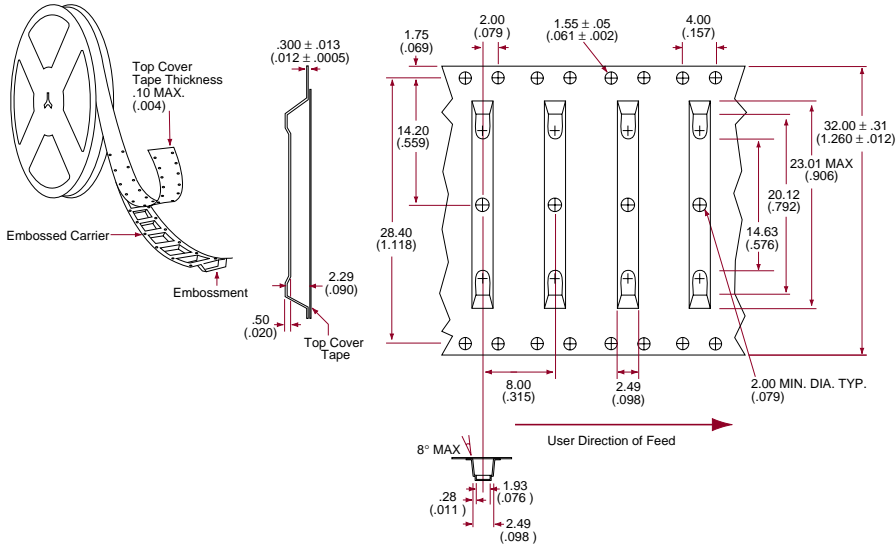 Top Cover
Tape Thickness
.10 MAX.
(.004)
Embossed Carrier
Embossment
.300 ± .013
(.012 ± .0005)
2.29
(.090)
.50
(.020)
Top Cover
Tape
1.75
(.069)
2.00
(.079 )
1.55 ± .05
(.061 ± .002)
4.00
(.157)
14.20
(.559)
28.40
(1.118)
32.00 ± .31
(1.260 ± .012)
23.01 MAX
(.906)
20.12
(.792)
14.63
(.576)
8.00
(.315)
2.49
(.098)
2.00 MIN. DIA. TYP.
(.079)
User Direction of Feed
8° MAX
.28
(.011 )
1.93
(.076 )
2.49
(.098 )